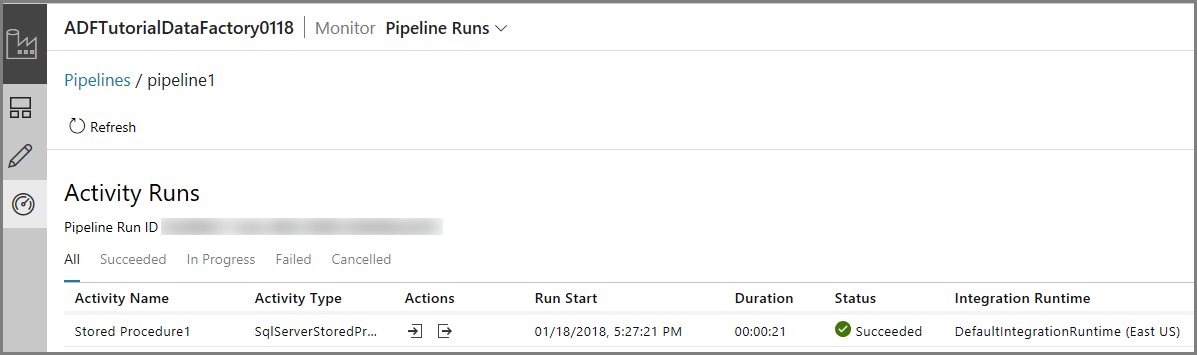 ADFTutorialDataFactory0118 Monitor Pipeline Runs
Pipelines / pipeline1
Refresh
Activity Runs
Pipeline Run ID
All Succeeded In Progress Failed Cancelled
Activity Name Activity Type Actions Run Start Duration Status Integration Runtime
Stored Procedure1 SqlServerStoredPr... 01/18/2018, 5:27:21 PM 00:00:21 Succeeded DefaultIntegrationRuntime (East US)